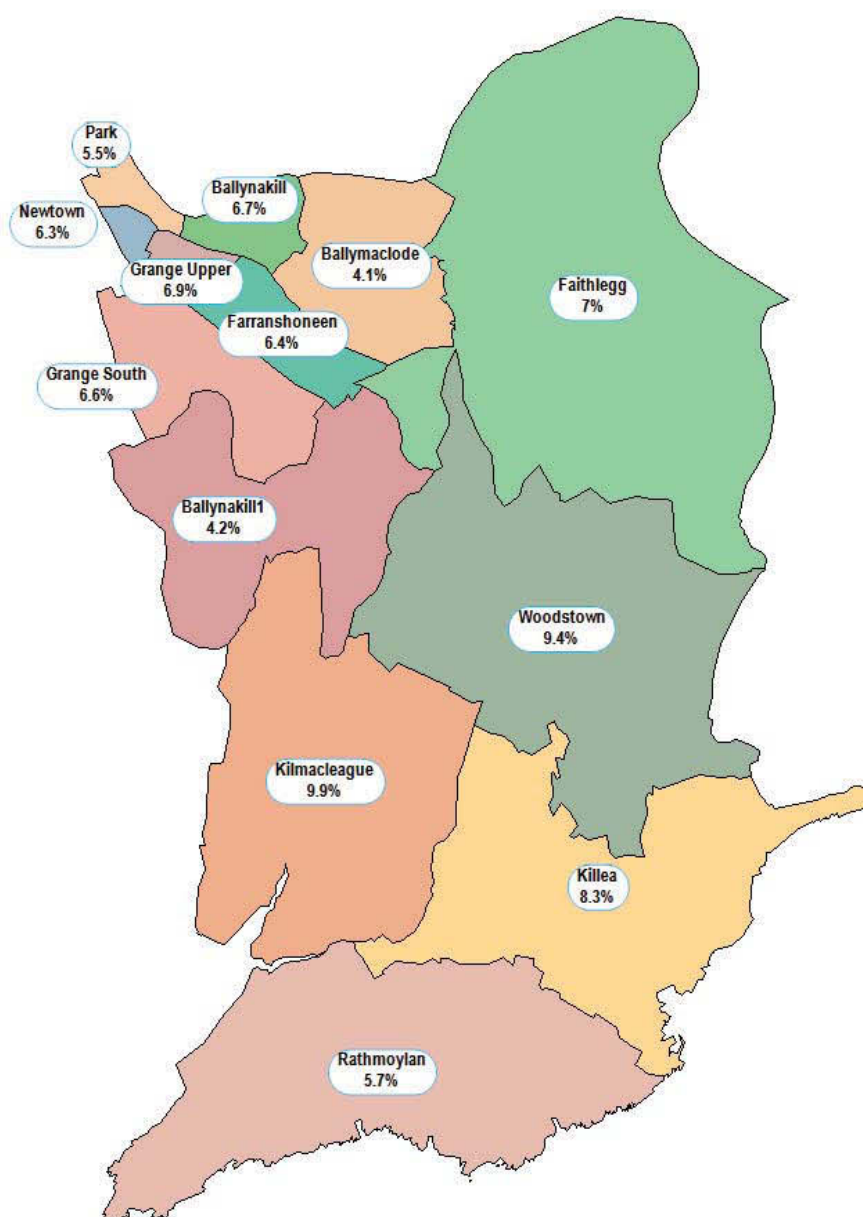 Park
5.5%
Ballynakill
6.7%
Newtown
6.3%
Ballymaclode
4.1%
Grange Upper
6.9%
Faithlegg
7%
Farranshoneen
6.4%
Grange South
6.6%
Ballynakill1
4.2%
Woodstown
9.4%
Kilmacleague
9.9%
Killea
8.3%
Rathmoylan
5.7%